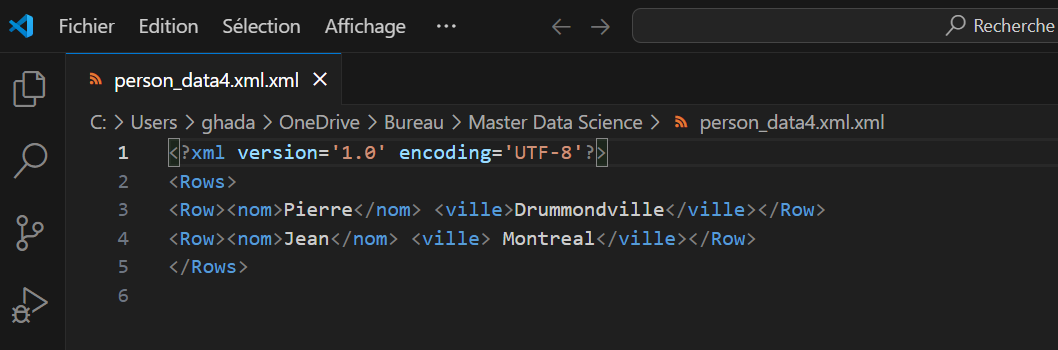 Fichier Edition Sélection Affichage ··· Recherche
person_data4.xml.xml
C: > Users > ghada > OneDrive > Bureau > Master Data Science > person_data4.xml.xml
1 <?xml version='1.0' encoding='UTF-8'?>
2 <Rows>
3 <Row><nom>Pierre</nom> <ville>Drummondville</ville></Row>
4 <Row><nom>Jean</nom> <ville> Montreal</ville></Row>
5 </Rows>
6